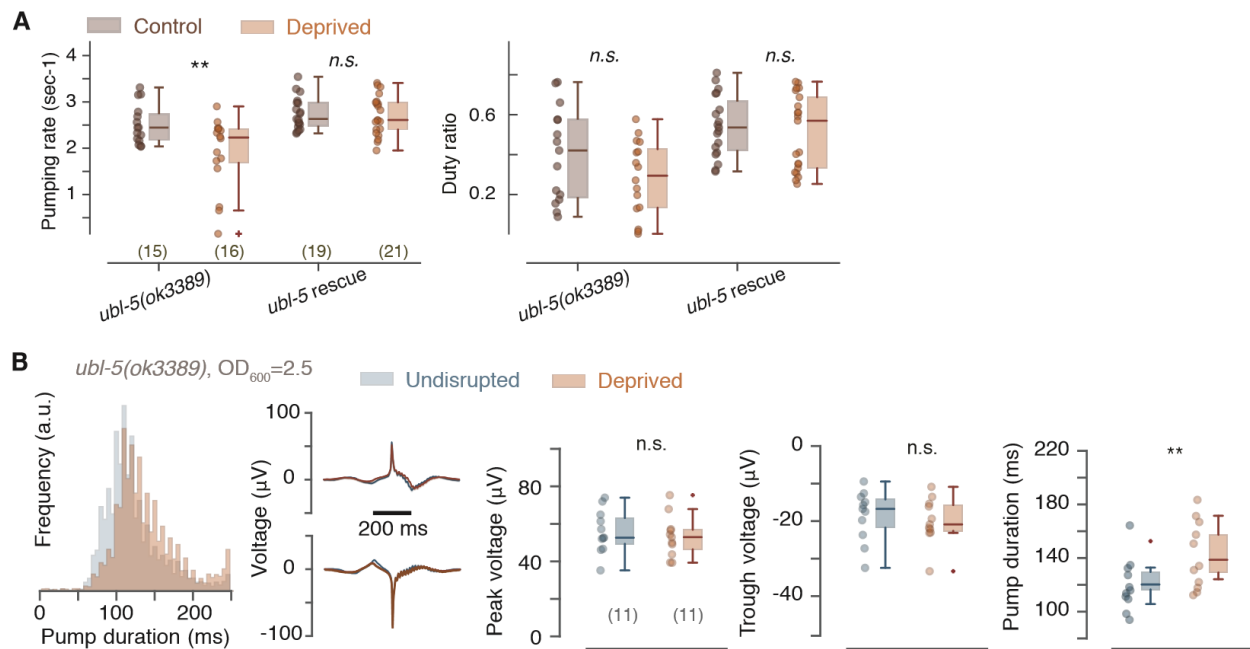 A
Control
Deprived
Pumping rate (sec-1)
4
3
2
1
**
n.s.
(15)
(16)
(19)
(21)
ubl-5(ok3389)
ubl-5 rescue
Duty ratio
0.6
0.2
n.s.
n.s.
ubl-5(ok3389)
ubl-5 rescue
B
ubl-5(ok3389), OD600=2.5
Undisrupted
Deprived
Frequency (a.u.)
0
100
200
Pump duration (ms)
Voltage (μV)
100
0
200 ms
0
-100
Peak voltage (μV)
80
40
0
n.s.
(11)
(11)
Trough voltage (μV)
0
-20
-40
n.s.
Pump duration (ms)
220
180
140
100
**